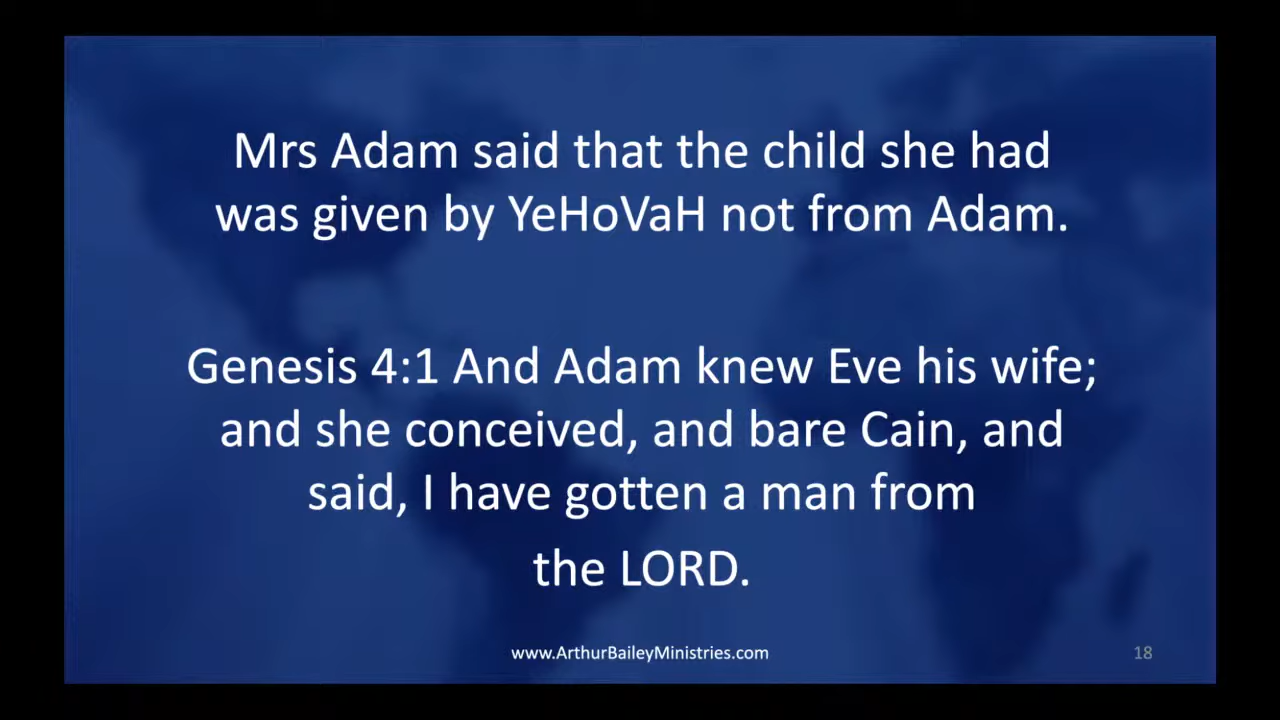 Mrs Adam said that the child she had
was given by YeHoVaH not from Adam.
Genesis 4:1 And Adam knew Eve his wife;
and she conceived, and bare Cain, and
said, I have gotten a man from
the LORD.
www.ArthurBaileyMinistries.com
18